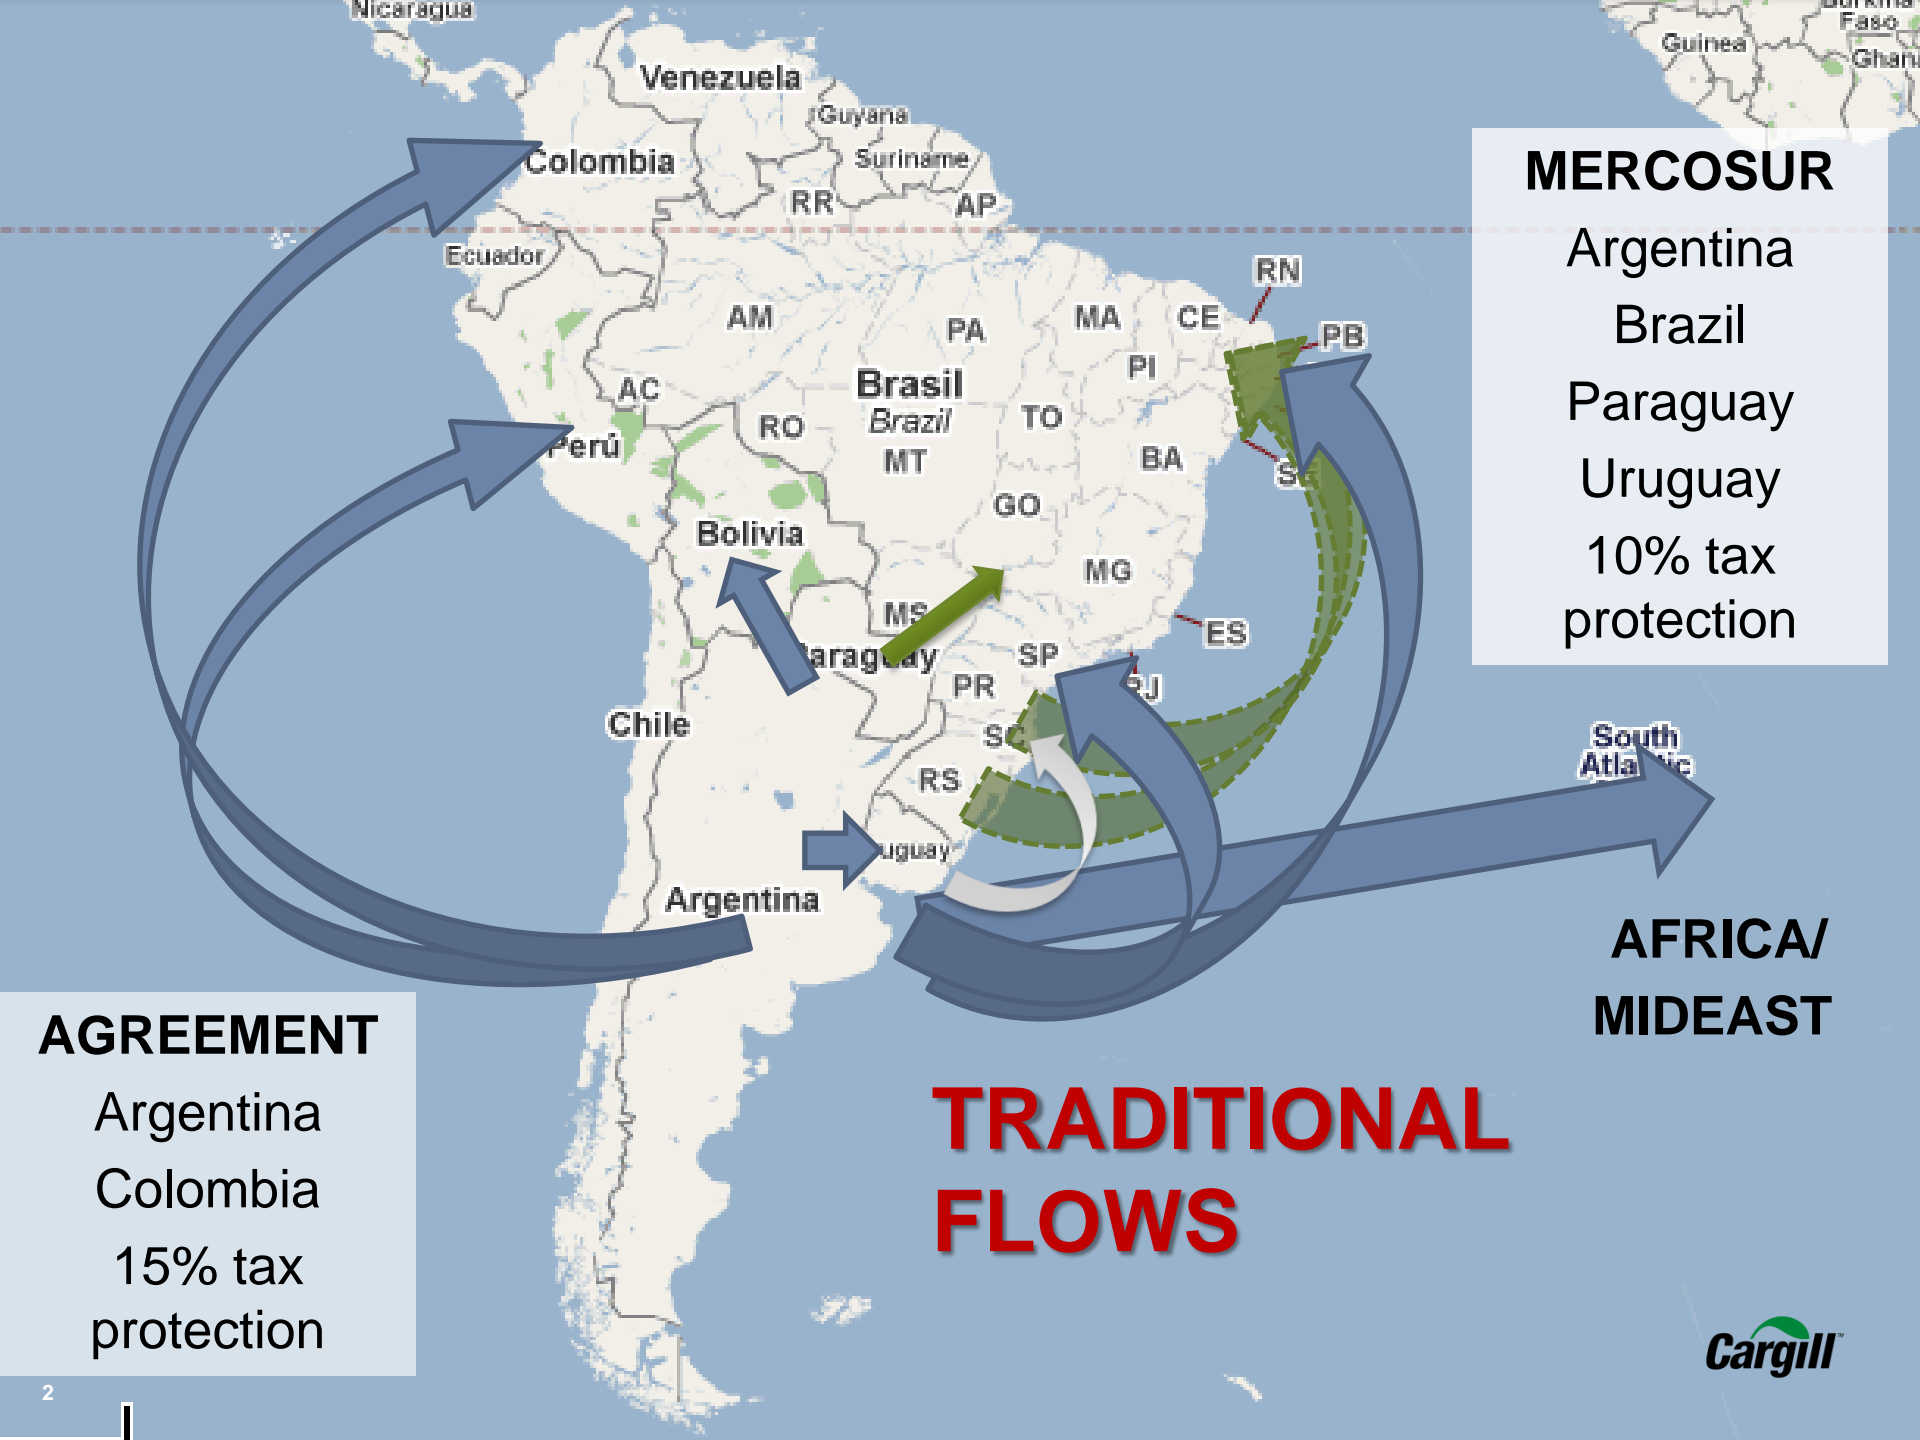 Nicaragua
Venezuela
Guyana
Suriname
Colombia
RR
AP
Ecuador
Guinea
Faso
MERCOSUR
Argentina
Brazil
Paraguay
Uruguay
10% tax
protection
RN
AM
PA
MA
CE
PB
PI
AC
Brasil
Brazil
RO
TO
Perú
MT
BA
GO
Bolivia
MG
MS
ES
SP
PR
Chile
RS
South
Argentina
AFRICA/
MIDEAST
AGREEMENT
Argentina
Colombia
15% tax
protection
TRADITIONAL
FLOWS
Cargill™
2